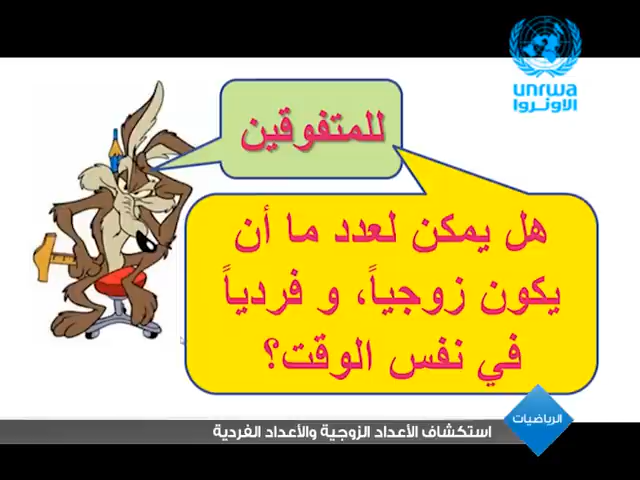 unrwa
الاونروا
للمتفوقين
هل يمكن لعدد ما أن
يكون زوجياً، و فردياً
في نفس الوقت؟
الرياضيات
استكشاف الأعداد الزوجية والأعداد الفردية